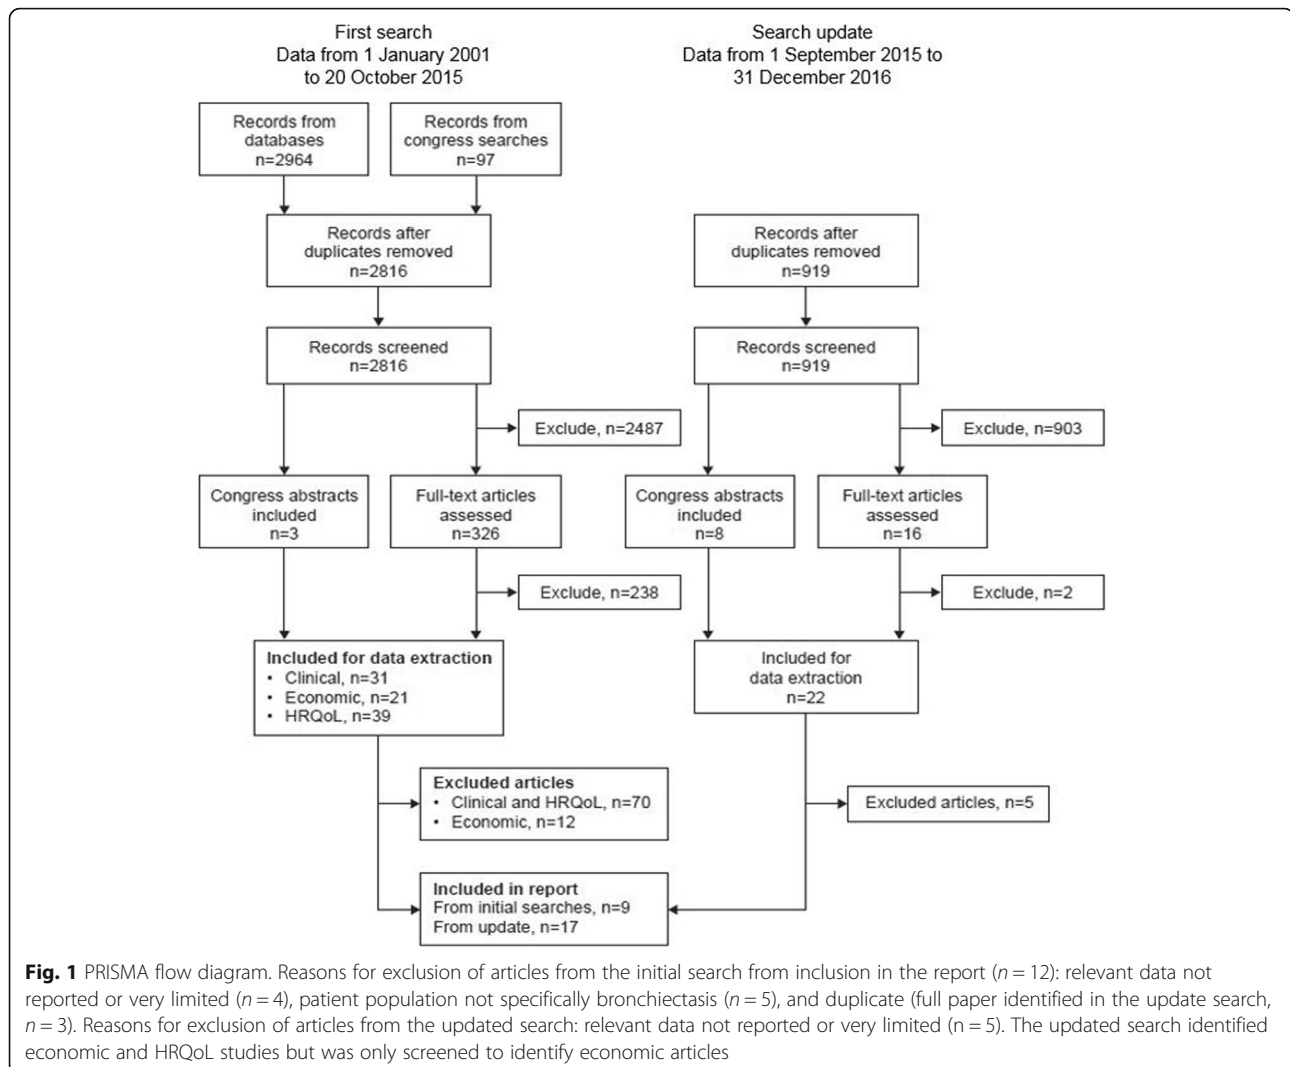 First search
Data from 1 January 2001
to 20 October 2015
Search update
Data from 1 September 2015 to
31 December 2016
Records from
databases
n=2964
Records from
congress searches
n=97
Records after
duplicates removed
n=2816
Records after
duplicates removed
n=919
Records screened
n=2816
Records screened
n=919
Exclude, n=2487
Exclude, n=903
Congress abstracts
included
n=3
Full-text articles
assessed
n=326
Congress abstracts
included
n=8
Full-text articles
assessed
n=16
Exclude, n=238
Exclude, n=2
Included for data extraction
• Clinical, n=31
• Economic, n=21
• HRQoL, n=39
Included for
data extraction
n=22
Excluded articles
• Clinical and HRQoL, n=70
• Economic, n=12
Excluded articles, n=5
Included in report
From initial searches, n=9
From update, n=17
Fig. 1 PRISMA flow diagram. Reasons for exclusion of articles from the initial search from inclusion in the report (n = 12): relevant data not
reported or very limited (n = 4), patient population not specifically bronchiectasis (n = 5), and duplicate (full paper identified in the update search,
n = 3). Reasons for exclusion of articles from the updated search: relevant data not reported or very limited (n = 5). The updated search identified
economic and HRQoL studies but was only screened to identify economic articles